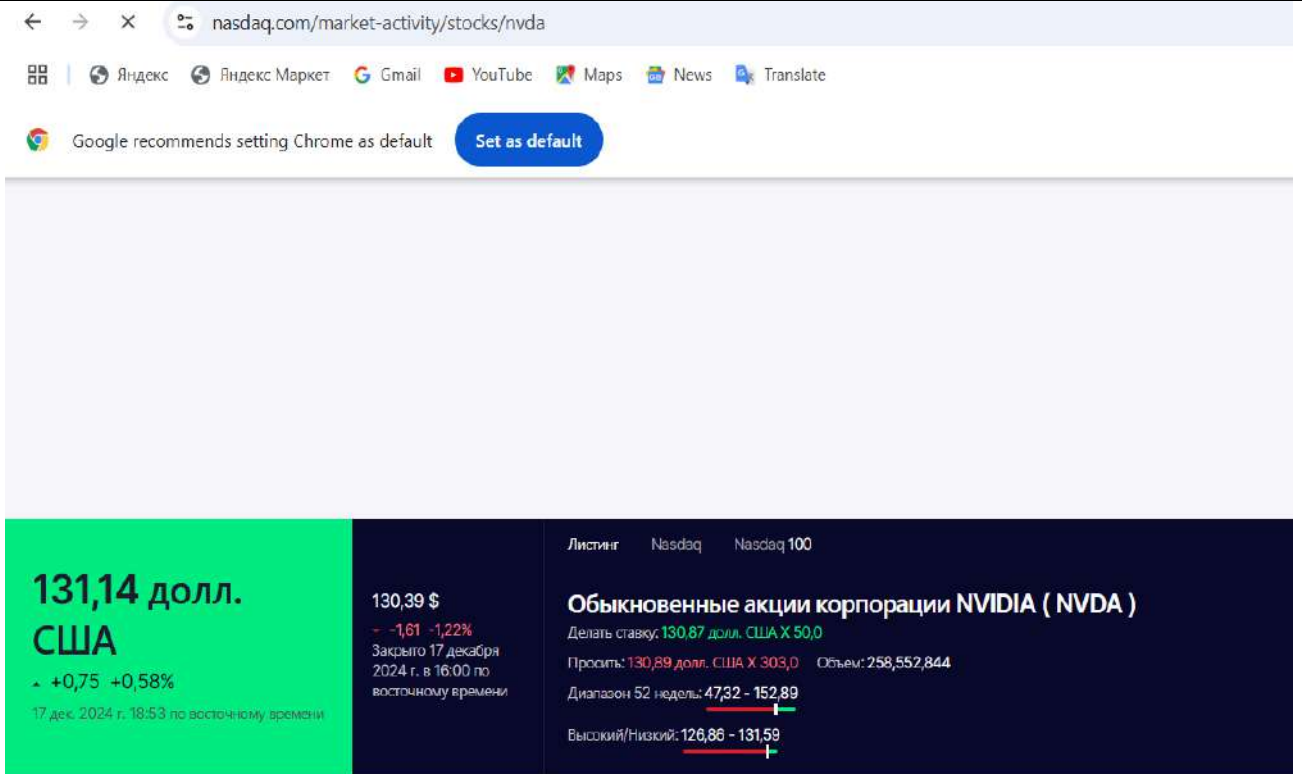 nasdaq.com/market-activity/stocks/nvda
Яндекс Яндекс Маркет Gmail YouTube Maps News Translate
Google recommends setting Chrome as default Set as default
131,14 долл.
США
+0,75 +0,58%
17 дек. 2024 г. 18:53 по восточному времени
130,39 $
-1,61 -1,22%
Закрыто 17 декабря
2024 г. в 16:00 по
восточному времени
Листинг Nasdaq Nasdaq 100
Обыкновенные акции корпорации NVIDIA ( NVDA )
Делать ставку: 130,87 долл. США X 50,0
Просить: 130,89 долл. США X 303,0 Объем: 258,552,844
Диапазон 52 недель: 47,32 - 152,89
Высокий/Низкий: 126,86 - 131,59